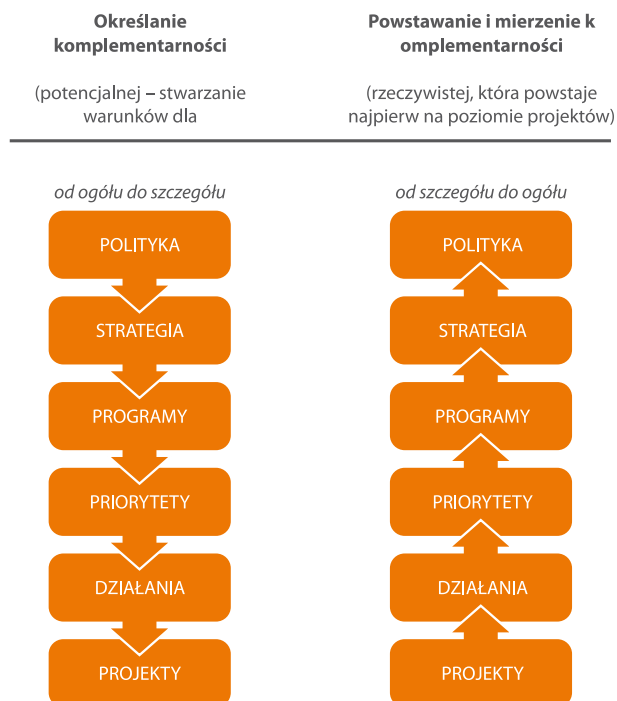 Określanie
komplementarności
(potencjalnej – stwarzanie
warunków dla
od ogółu do szczegółu
POLITYKA
STRATEGIA
PROGRAMY
PRIORYTETY
DZIAŁANIA
PROJEKTY
Powstawanie i mierzenie k
omplementarności
(rzeczywistej, która powstaje
najpierw na poziomie projektów)
od szczegółu do ogółu
POLITYKA
STRATEGIA
PROGRAMY
PRIORYTETY
DZIAŁANIA
PROJEKTY